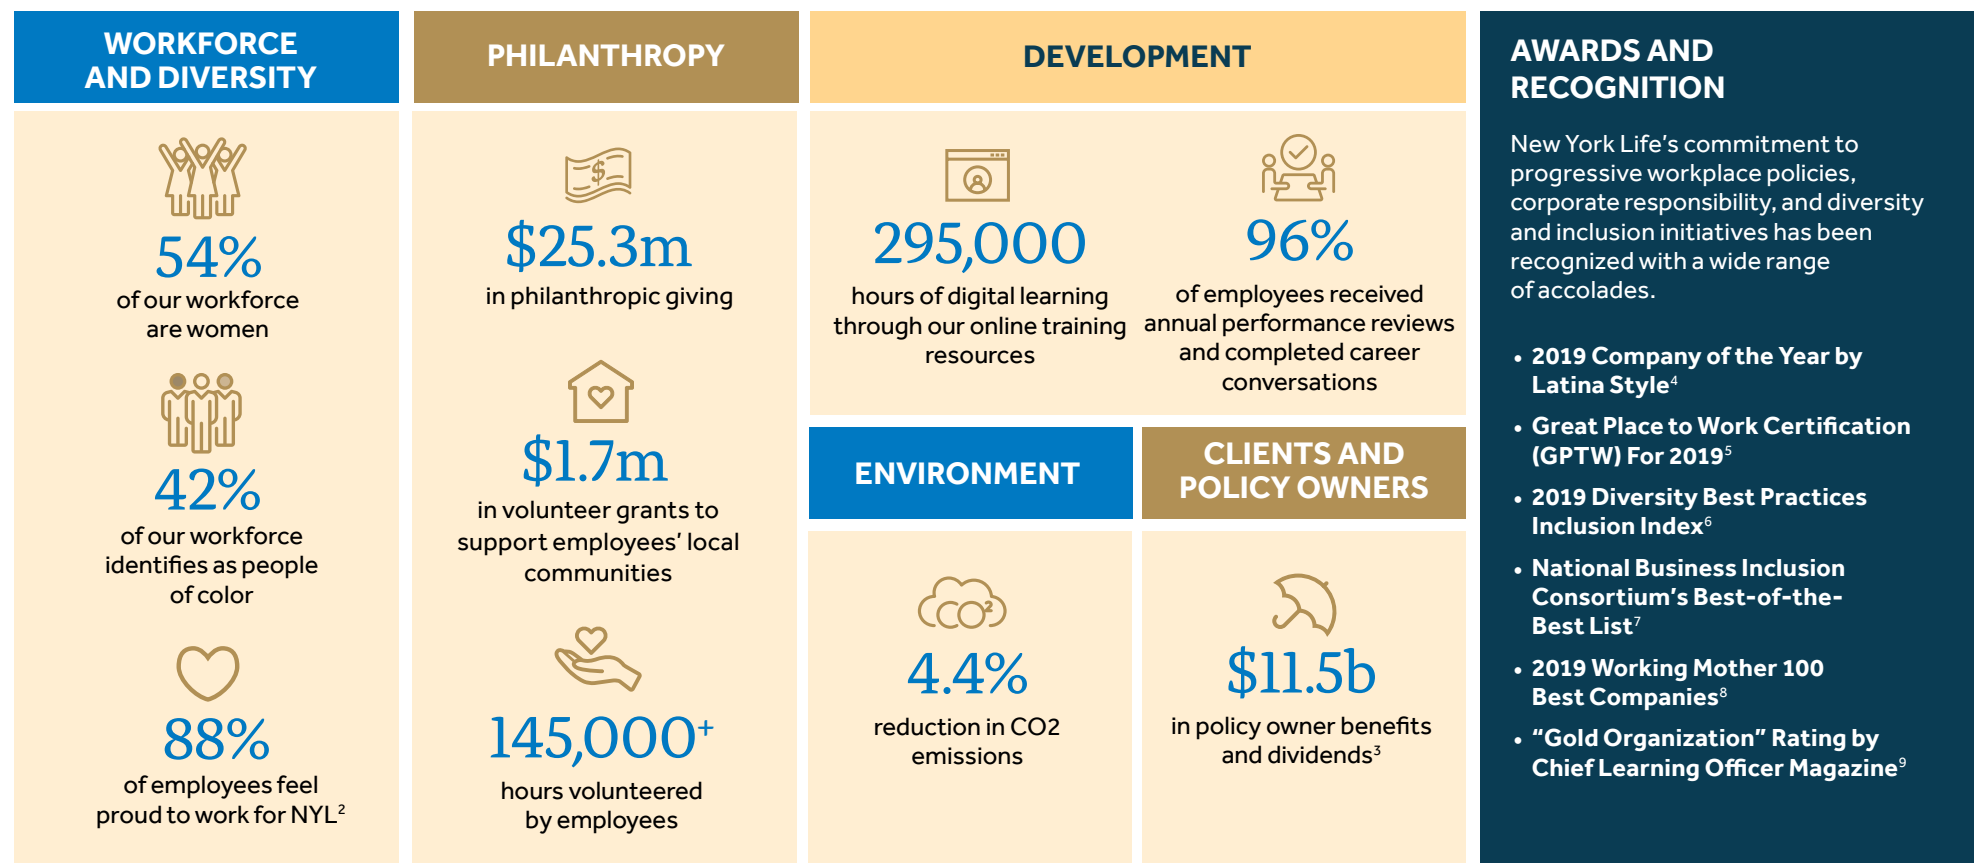 WORKFORCE
AND DIVERSITY
54%
of our workforce
are women
42%
of our workforce
identifies as people
of color
88%
of employees feel
proud to work for NYL²
PHILANTHROPY
$25.3m
in philanthropic giving
$1.7m
in volunteer grants to
support employees’ local
communities
145,000⁺
hours volunteered
by employees
DEVELOPMENT
295,000
hours of digital learning
through our online training
resources
96%
of employees received
annual performance reviews
and completed career
conversations
ENVIRONMENT
CO²
4.4%
reduction in CO2
emissions
CLIENTS AND
POLICY OWNERS
$11.5b
in policy owner benefits
and dividends³
AWARDS AND
RECOGNITION
New York Life’s commitment to
progressive workplace policies,
corporate responsibility, and diversity
and inclusion initiatives has been
recognized with a wide range
of accolades.
• 2019 Company of the Year by
Latina Style⁴
• Great Place to Work Certification
(GPTW) For 2019⁵
• 2019 Diversity Best Practices
Inclusion Index⁶
• National Business Inclusion
Consortium’s Best-of-the-
Best List⁷
• 2019 Working Mother 100
Best Companies⁸
• “Gold Organization” Rating by
Chief Learning Officer Magazine⁹